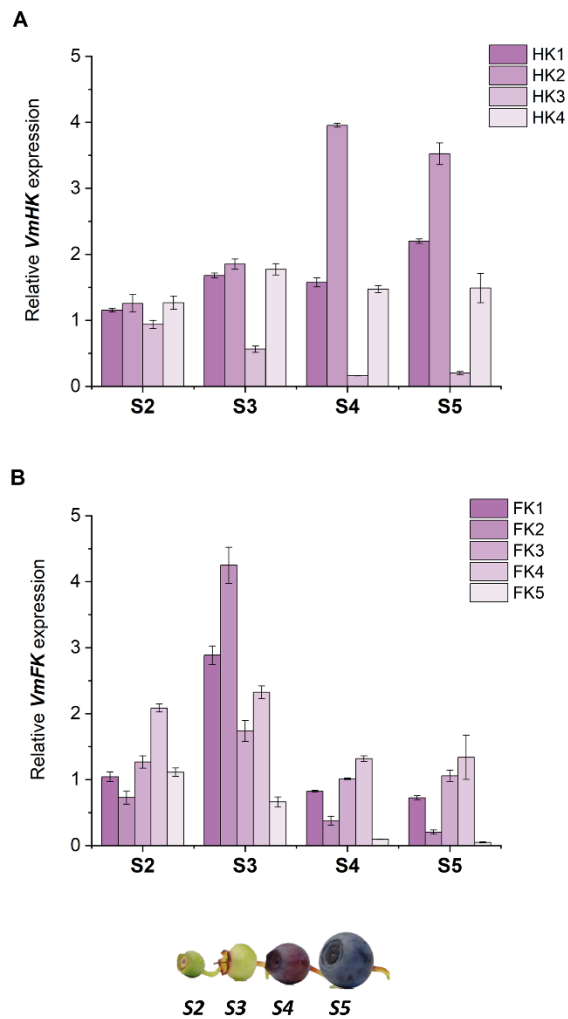 A
5
4
3
2
1
0
Relative VmHK expression
HK1
HK2
HK3
HK4
S2 S3 S4 S5
B
5
4
3
2
1
0
Relative VmFK expression
FK1
FK2
FK3
FK4
FK5
S2 S3 S4 S5
S2 S3 S4 S5